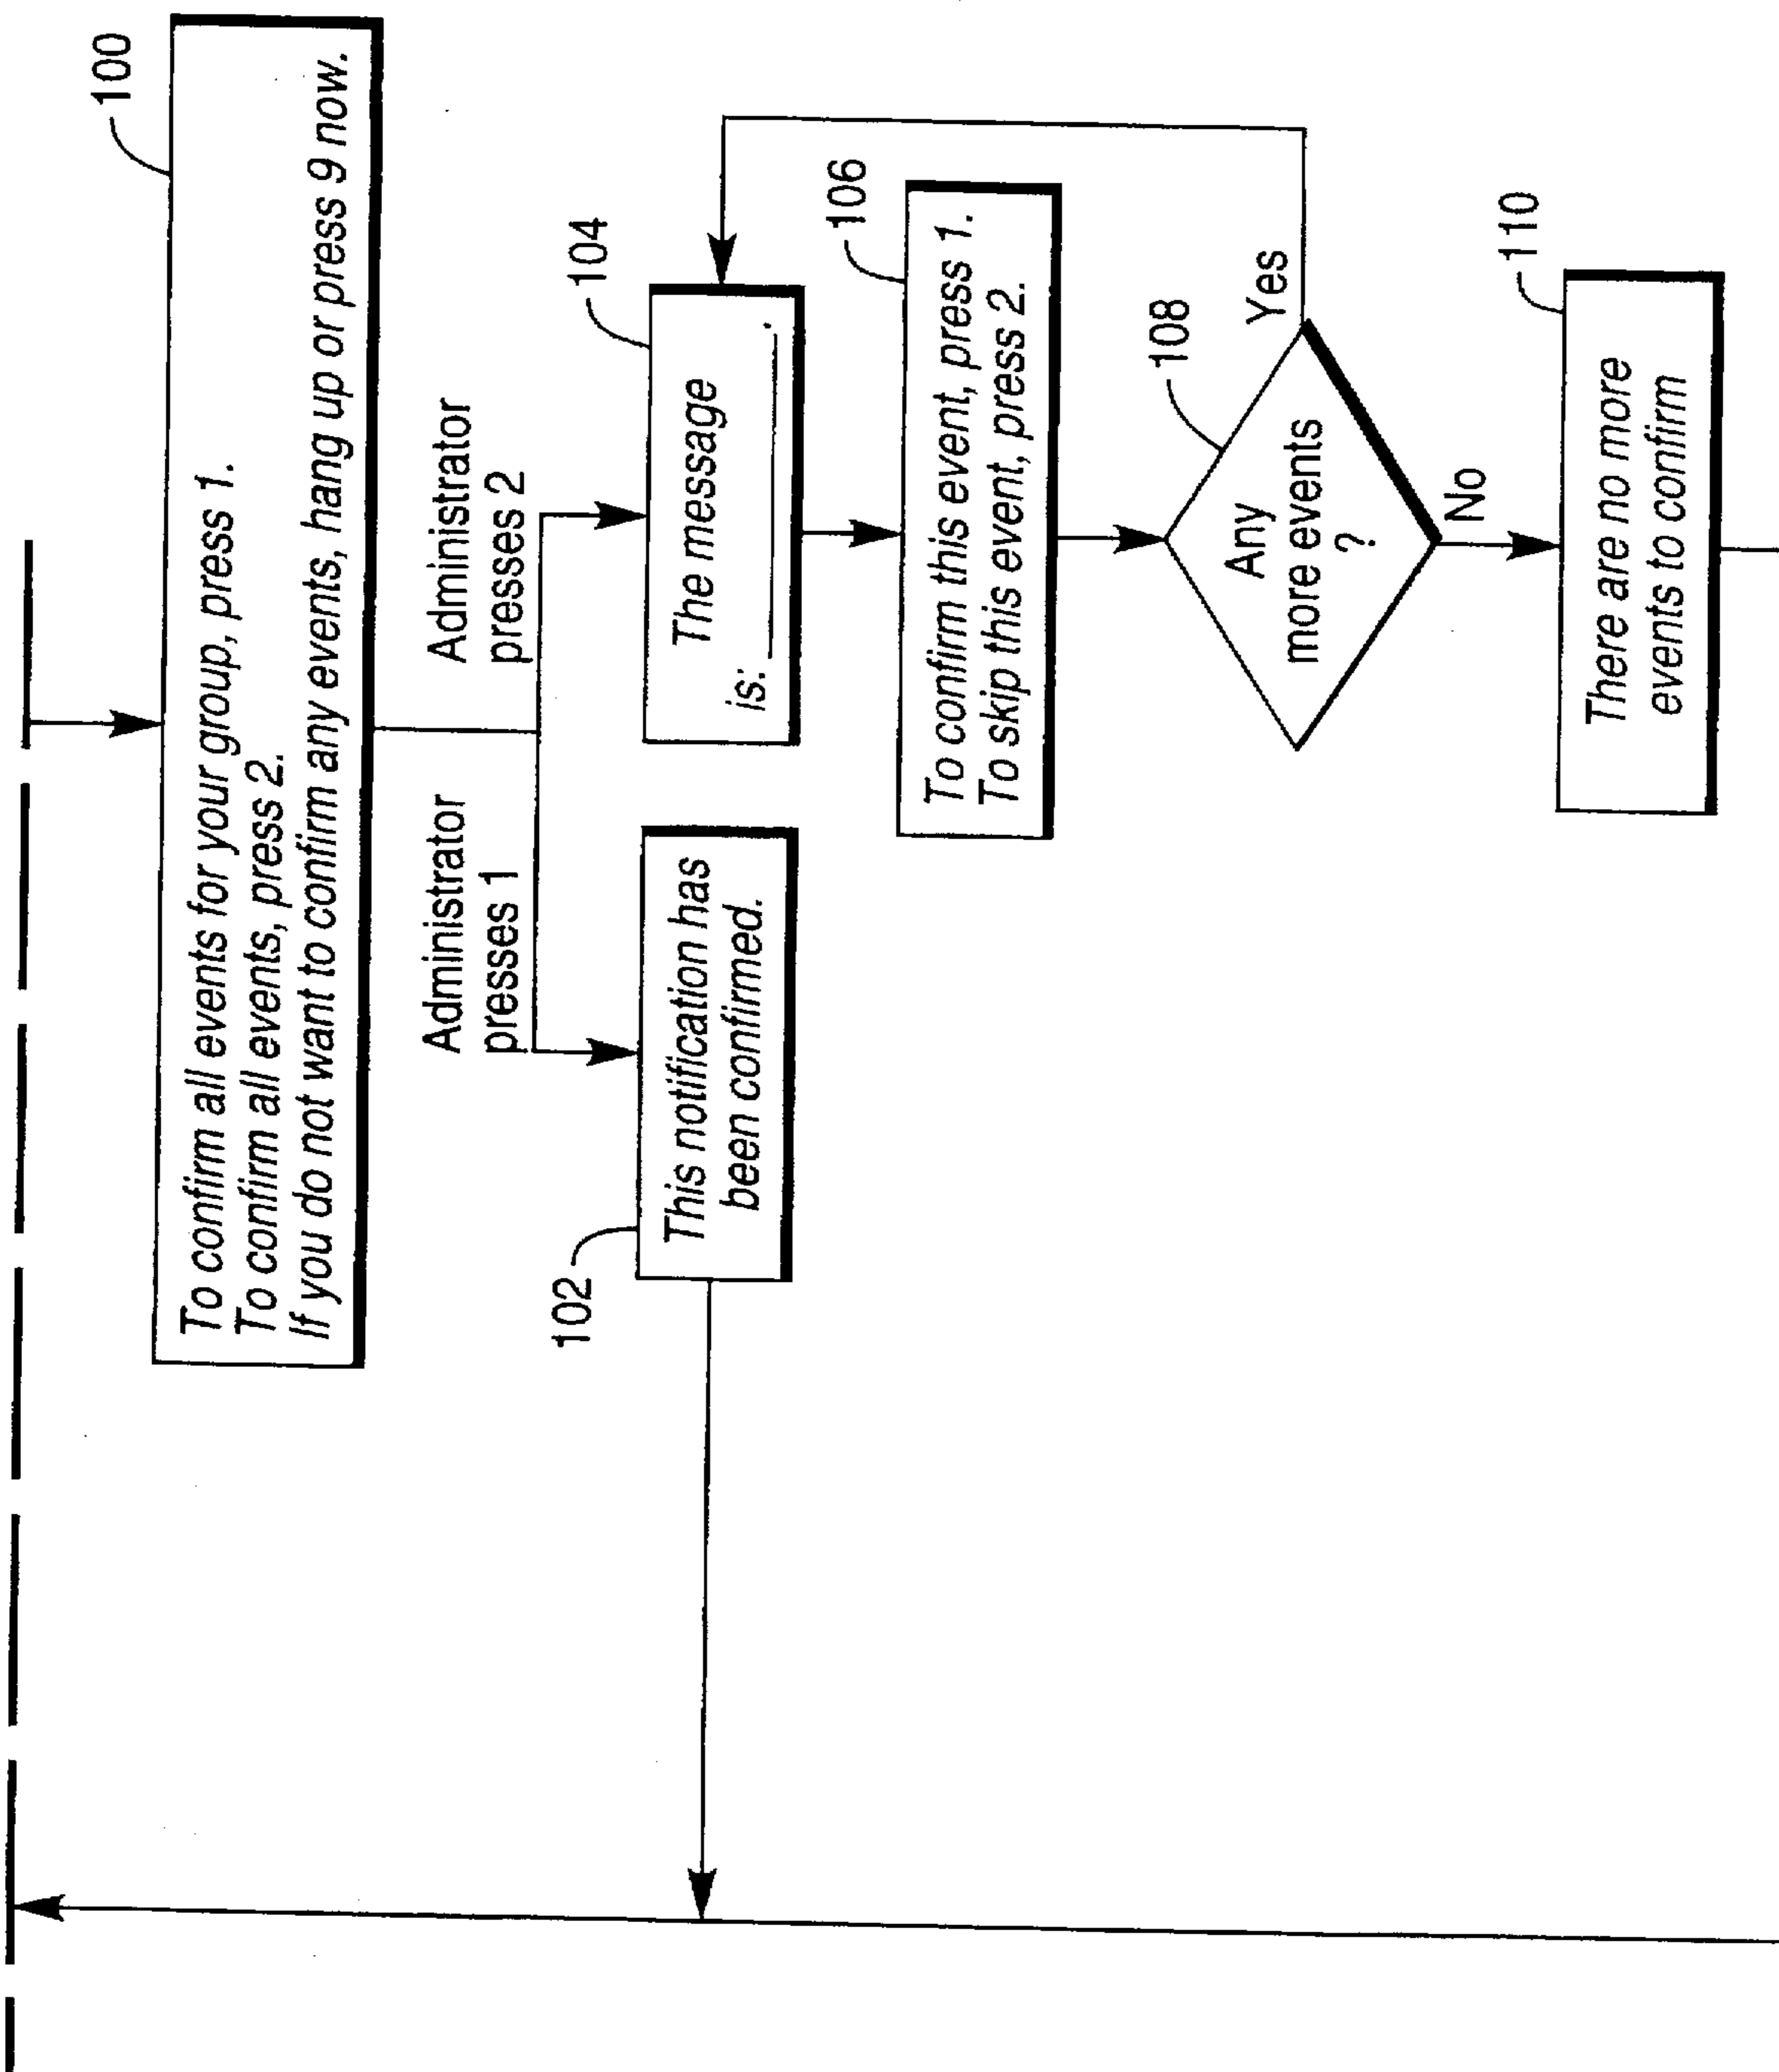 100
To confirm all events for your group, press 1.
To confirm all events, press 2.
If you do not want to confirm any events, hang up or press 9 now.
Administrator
presses 1
Administrator
presses 2
102
This notification has
been confirmed.
104
The message
is: ________.
106
To confirm this event, press 1.
To skip this event, press 2.
108
Any
more events
?
Yes
No
110
There are no more
events to confirm